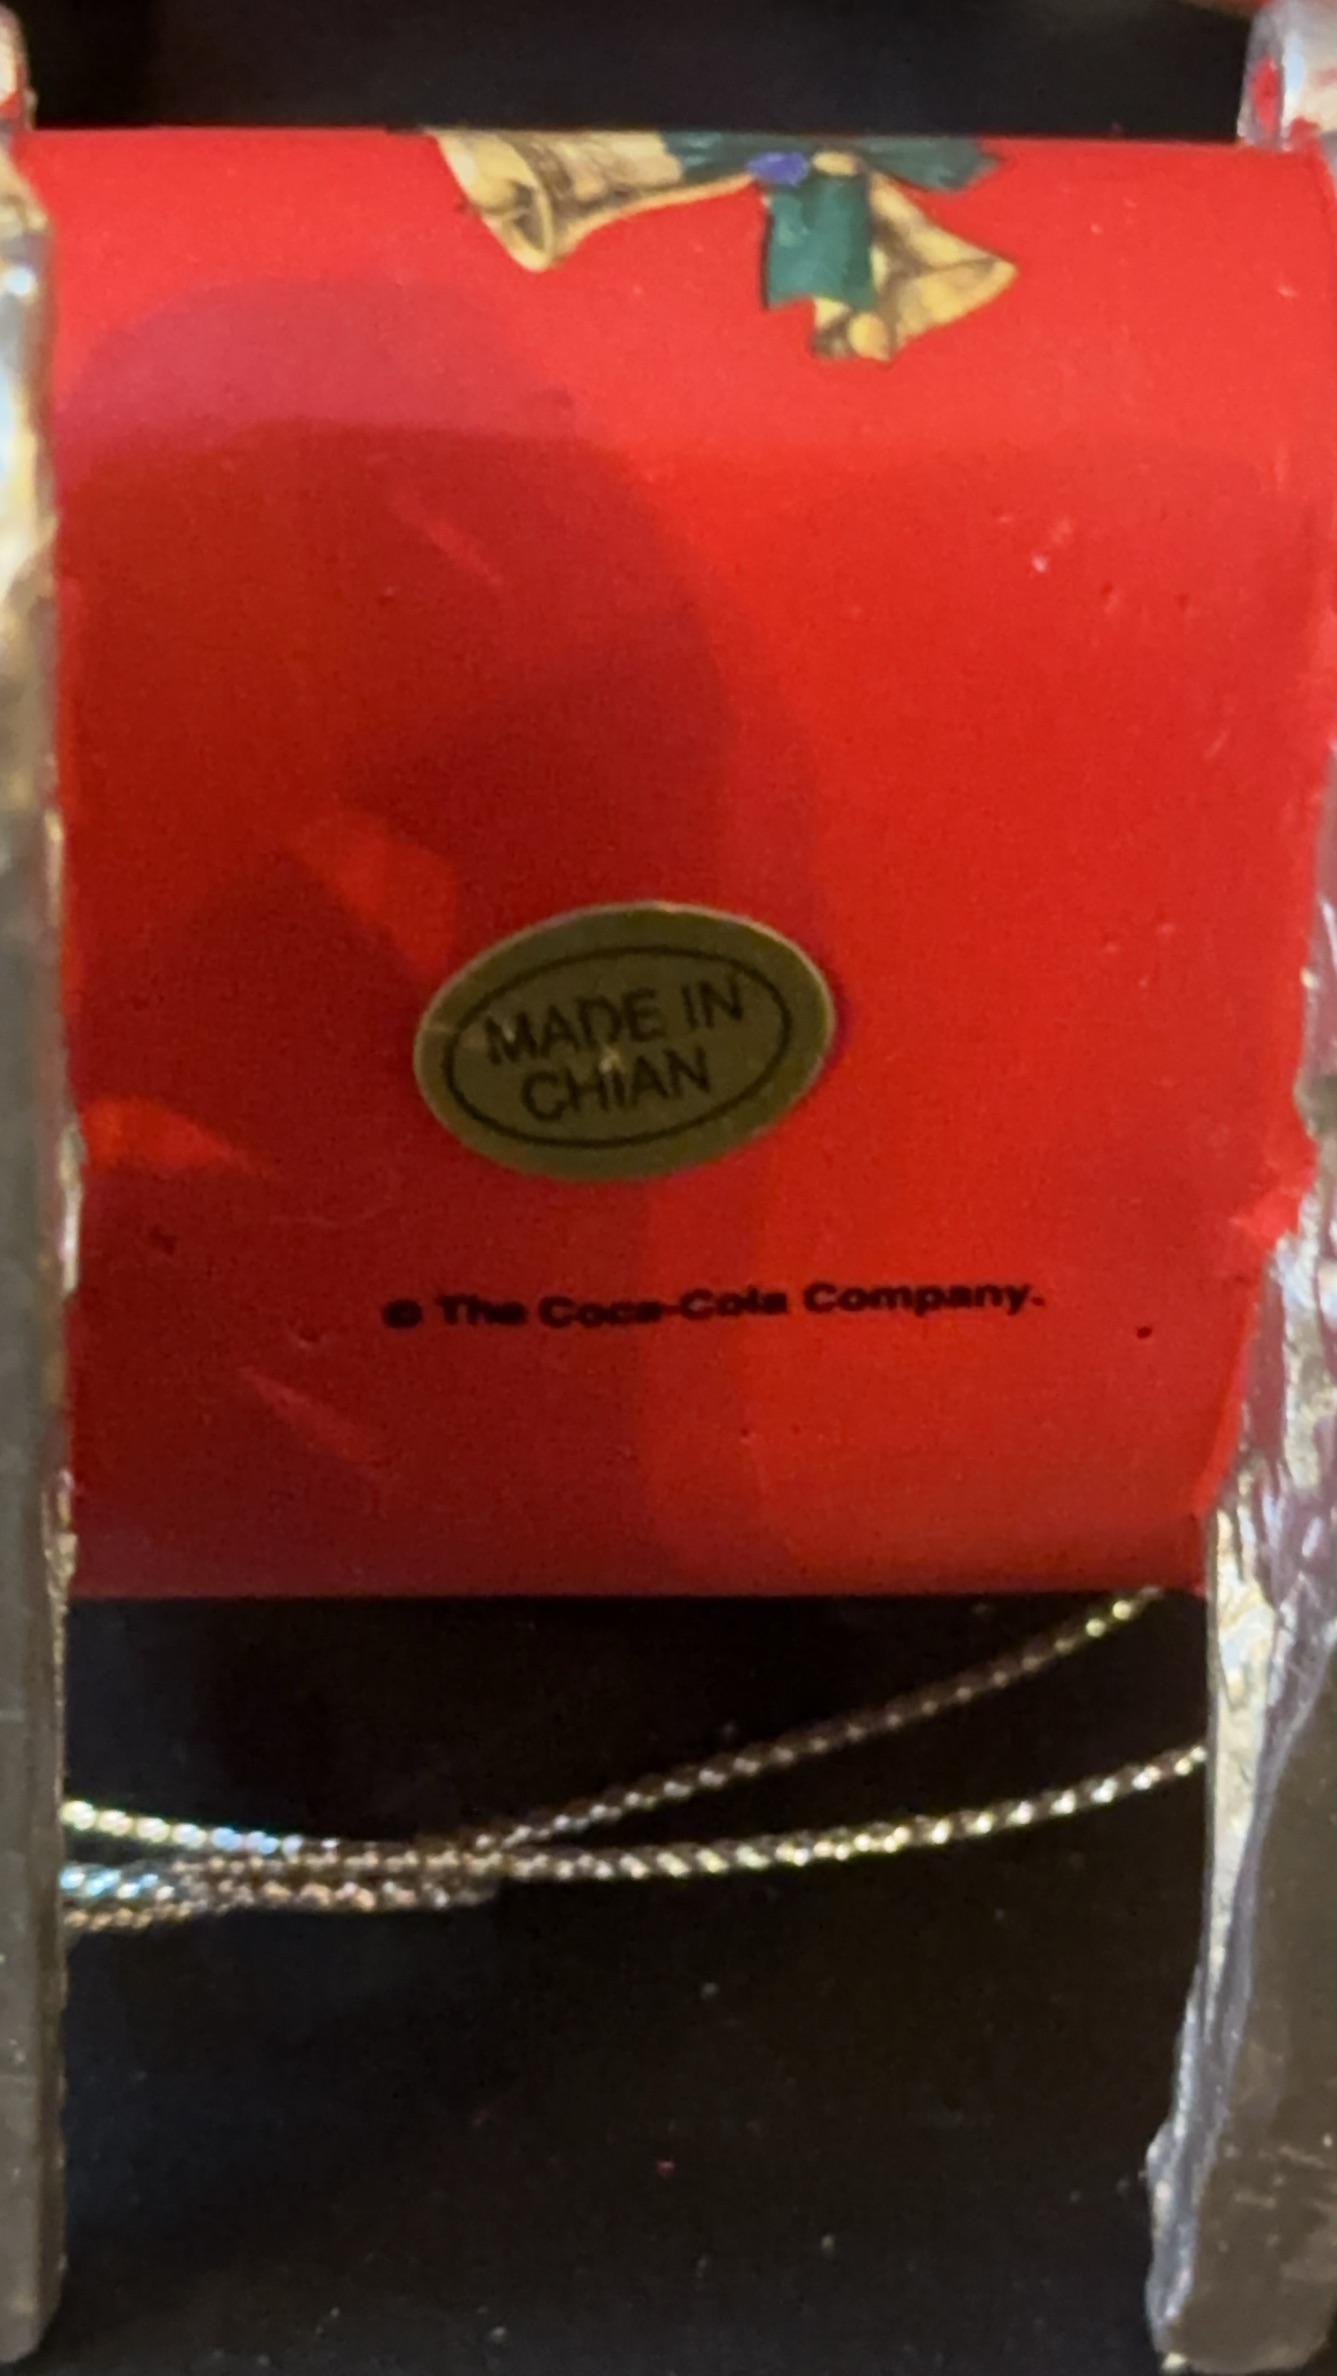 MADE IN
CHIAN
© The Coca-Cola Company.